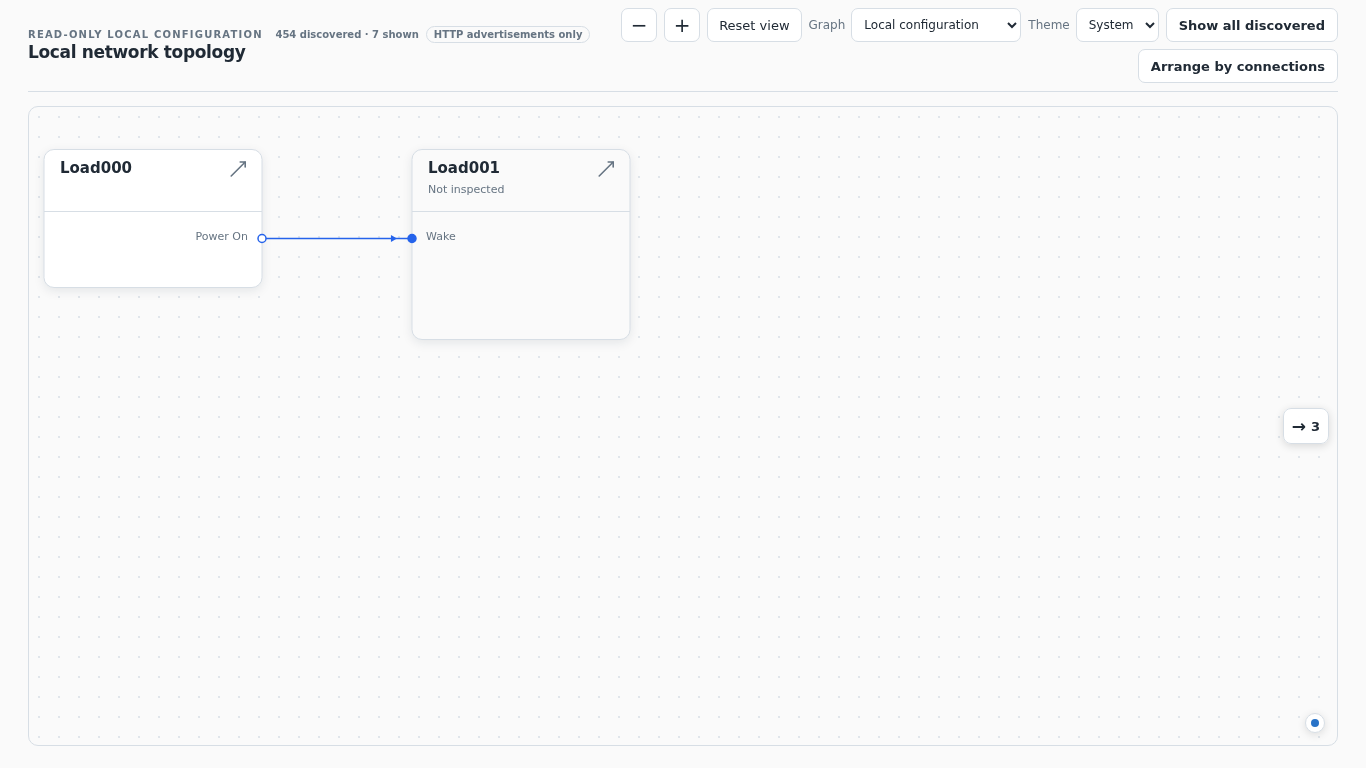 READ-ONLY LOCAL CONFIGURATION 454 discovered · 7 shown HTTP advertisements only
Local network topology
− + Reset view Graph Local configuration Theme System Show all discovered
Arrange by connections
Load000
Load001
Not inspected
Power On
Wake
→ 3